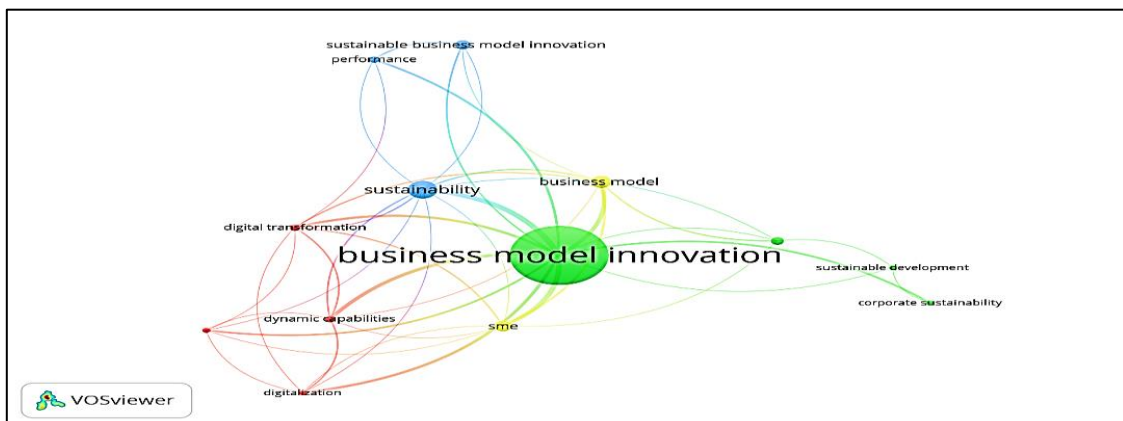 sustainable business model innovation
performance
business model
sustainability
digital transformation
business model innovation
sustainable development
corporate sustainability
dynamic capabilities
sme
digitalization
VOSviewer